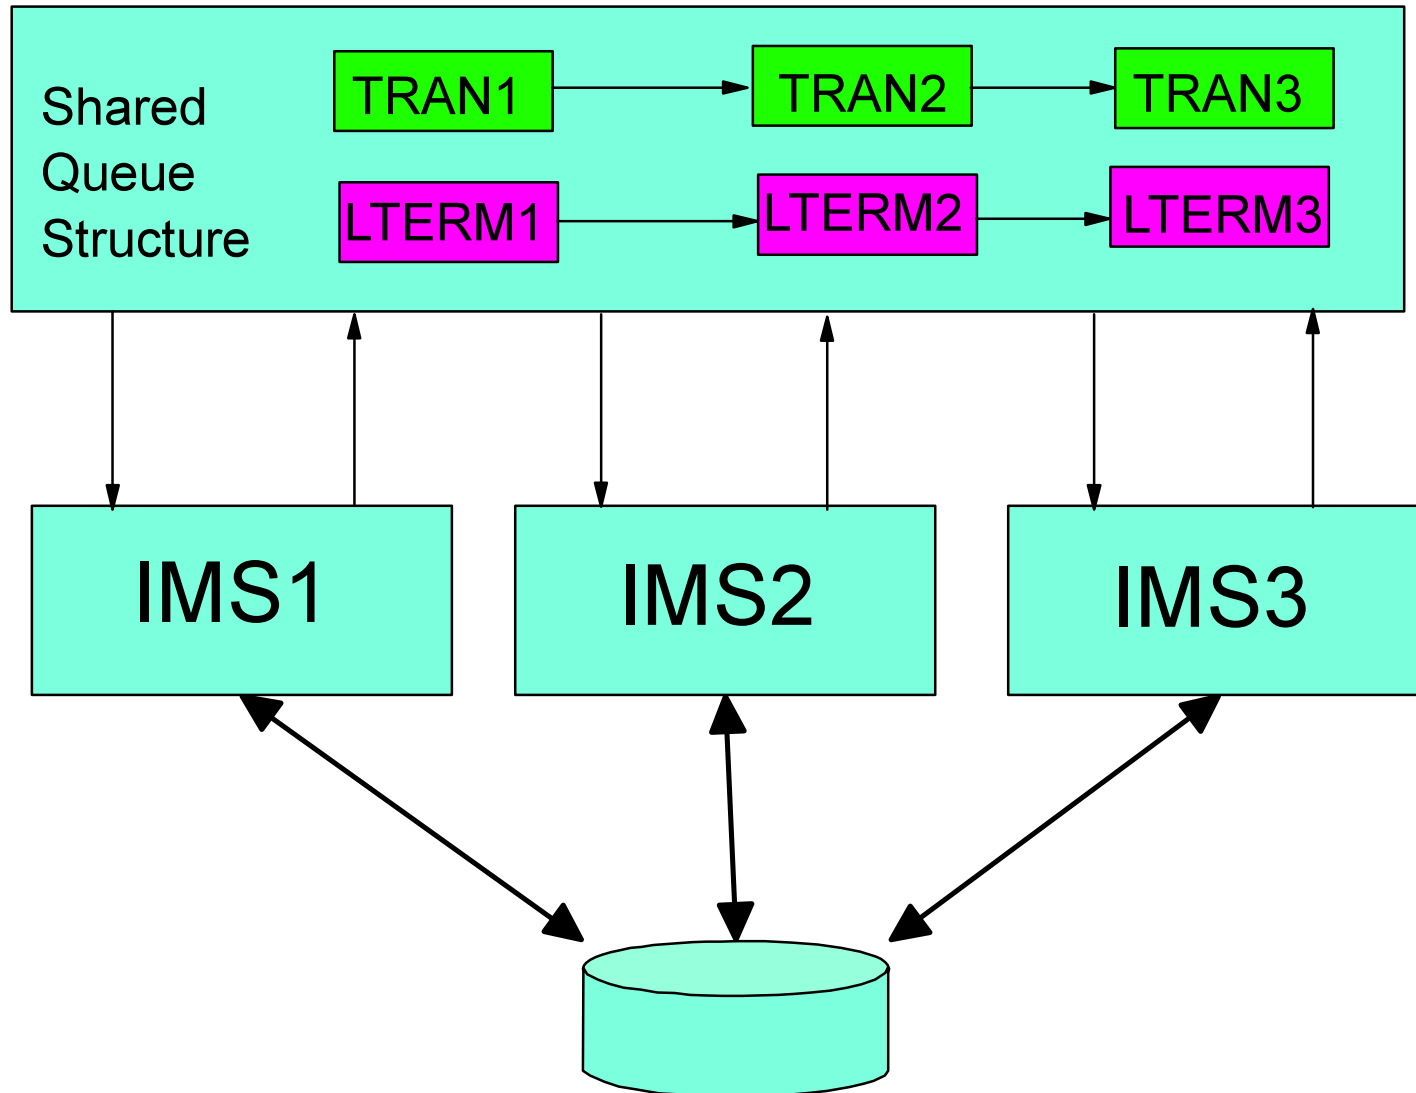 Shared
Queue
Structure
TRAN1
TRAN2
TRAN3
LTERM1
LTERM2
LTERM3
IMS1
IMS2
IMS3